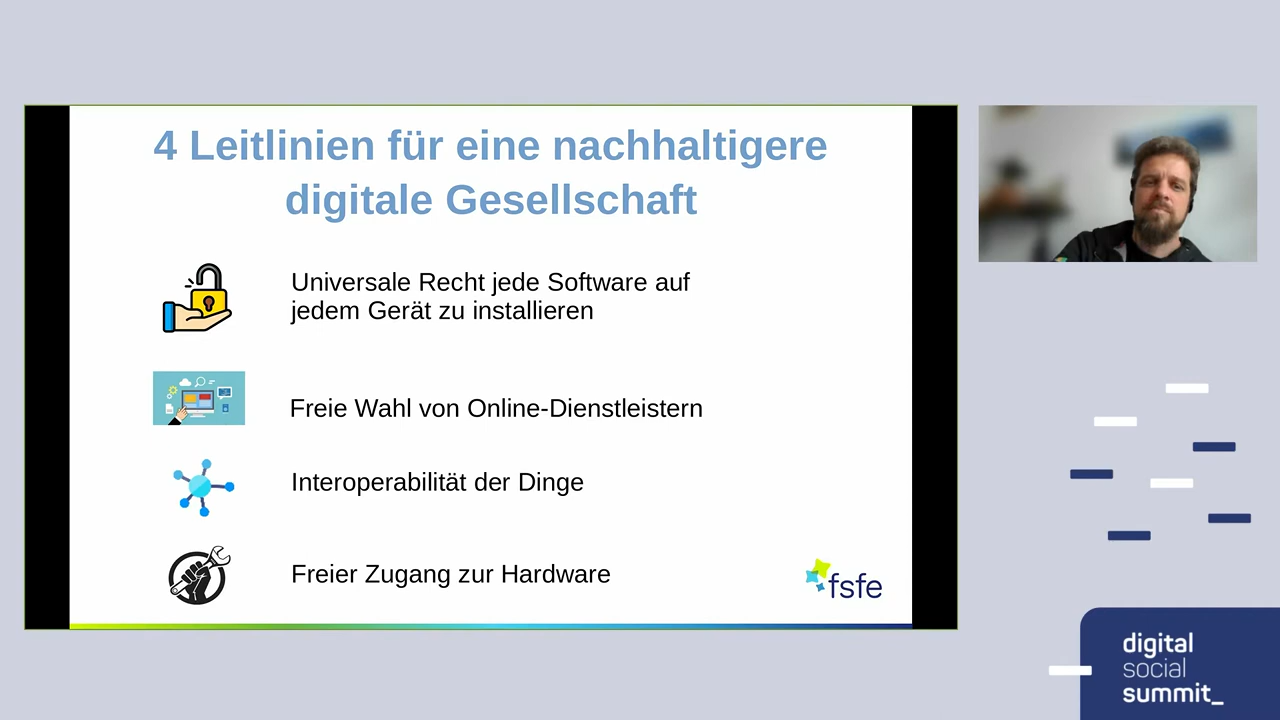 4 Leitlinien für eine nachhaltigere
digitale Gesellschaft
Universale Recht jede Software auf
jedem Gerät zu installieren
Freie Wahl von Online-Dienstleistern
Interoperabilität der Dinge
Freier Zugang zur Hardware
fsfe
digital
social
summit_